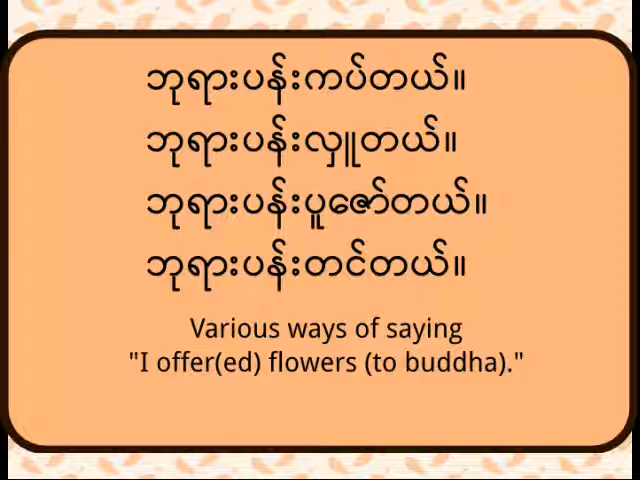 ဘုရားပန်းကပ်တယ်။
ဘုရားပန်းလှူတယ်။
ဘုရားပန်းပူဇော်တယ်။
ဘုရားပန်းတင်တယ်။
Various ways of saying
"I offer(ed) flowers (to buddha)."